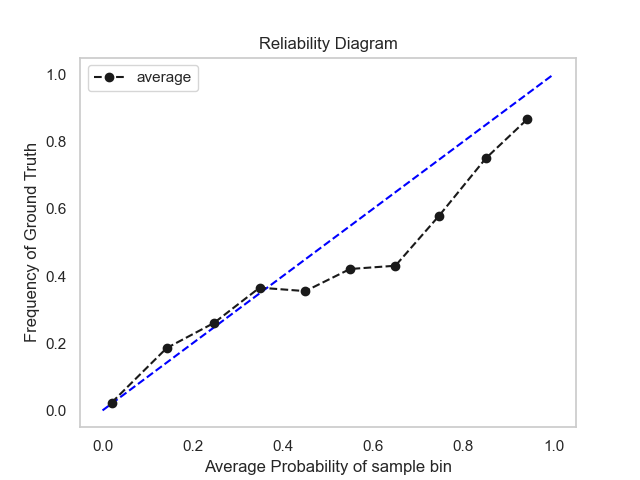 Reliability Diagram
average
1.0
0.8
0.6
0.4
0.2
0.0
Frequency of Ground Truth
0.0 0.2 0.4 0.6 0.8 1.0
Average Probability of sample bin